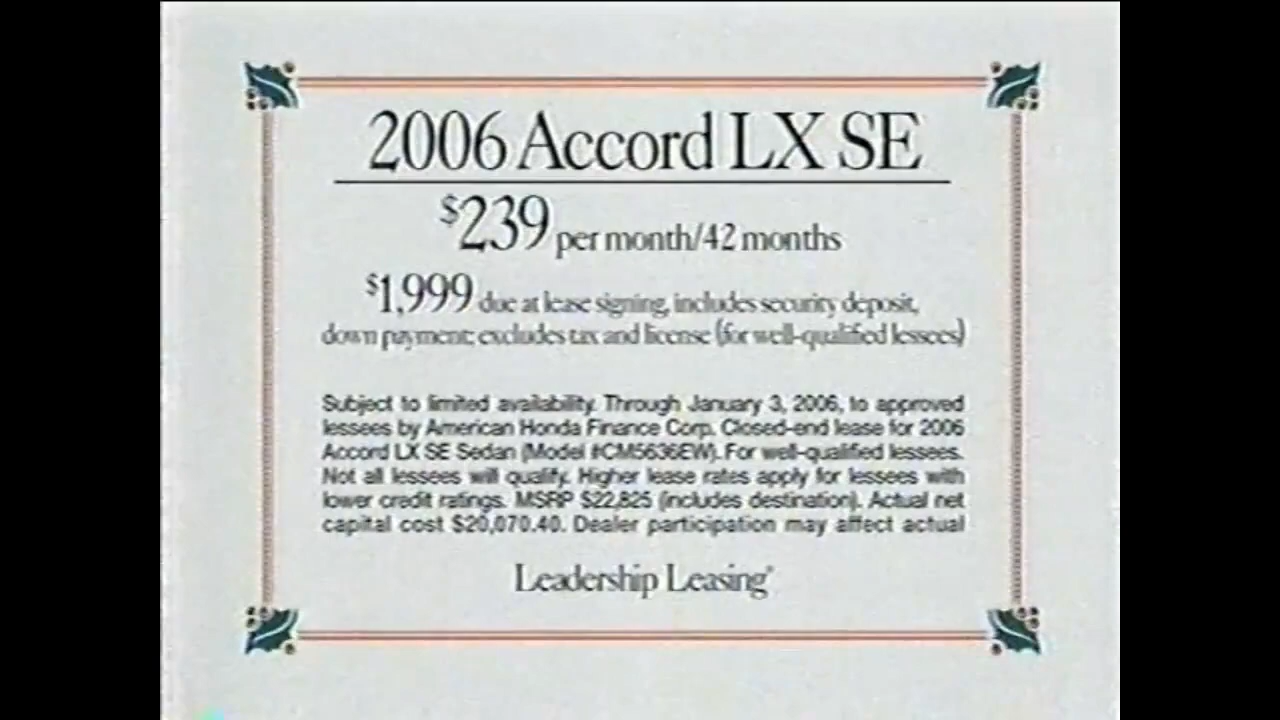 2006 Accord LX SE
$239 per month/42 months
$1,999 due at lease signing, includes security deposit,
down payment; excludes tax and license (for well-qualified lessees)
Subject to limited availability. Through January 3, 2006, to approved
lessees by American Honda Finance Corp. Closed-end lease for 2006
Accord LX SE Sedan (Model #CM5636EW). For well-qualified lessees.
Not all lessees will qualify. Higher lease rates apply for lessees with
lower credit ratings. MSRP $22,825 (includes destination). Actual net
capital cost $20,070.40. Dealer participation may affect actual
Leadership Leasing®